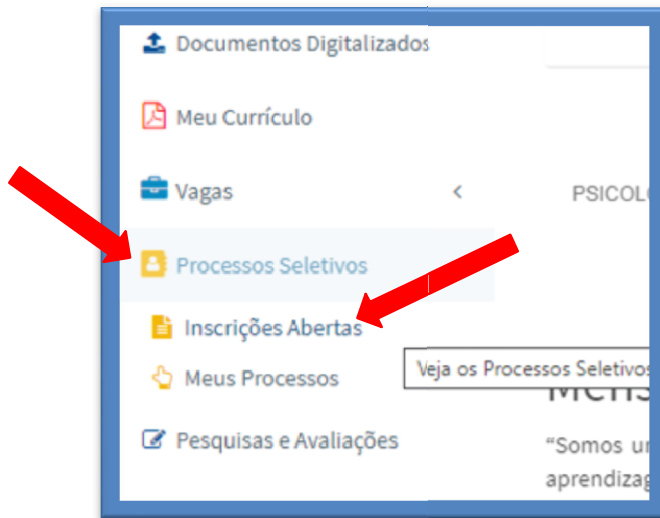 Documentos Digitalizados
Meu Currículo
Vagas
PSICOL
Processos Seletivos
Inscrições Abertas
Veja os Processos Seletivos
Meus Processos
Pesquisas e Avaliações
“Somos
aprendizag